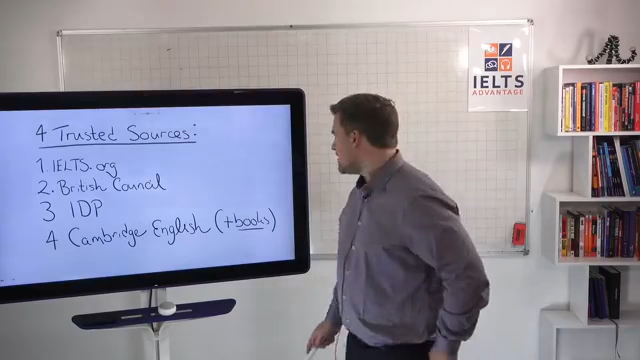 4 Trusted Sources:
1. IELTS.org
2. British Council
3 IDP
4 Cambridge English (+books)
IELTS
ADVANTAGE